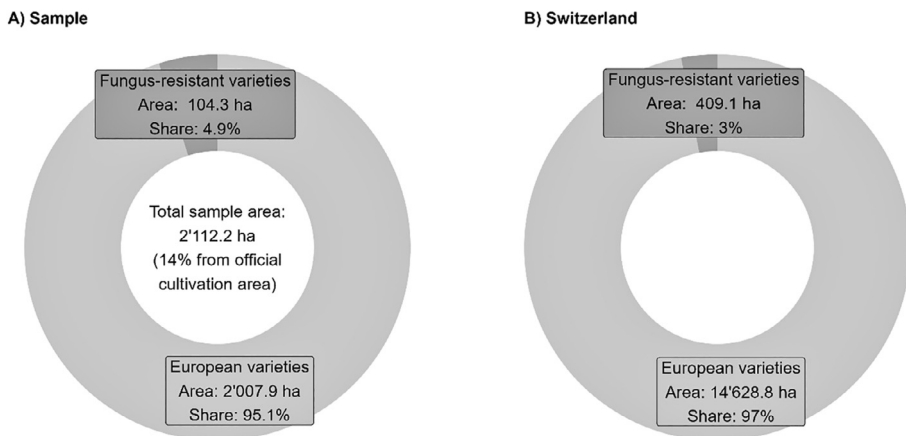 A) Sample
Fungus-resistant varieties
Area: 104.3 ha
Share: 4.9%
Total sample area:
2'112.2 ha
(14% from official
cultivation area)
European varieties
Area: 2'007.9 ha
Share: 95.1%
B) Switzerland
Fungus-resistant varieties
Area: 409.1 ha
Share: 3%
European varieties
Area: 14'628.8 ha
Share: 97%